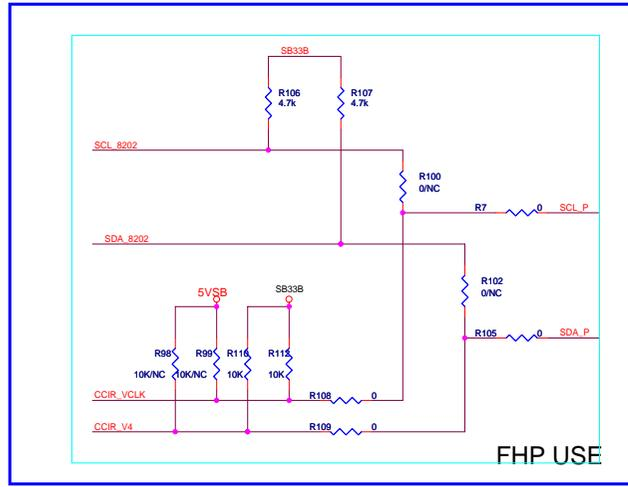 SB33B
R106 R107
4.7k 4.7k
SCL_8202
R100
0/NC
R7 0 SCL_P
SDA_8202
R102
0/NC
5VSB SB33B
R105 0 SDA_P
R98 R99 R110 R112
10K/NC 10K/NC 10K 10K
CCIR_VCLK R108 0
CCIR_V4 R109 0
FHP USE